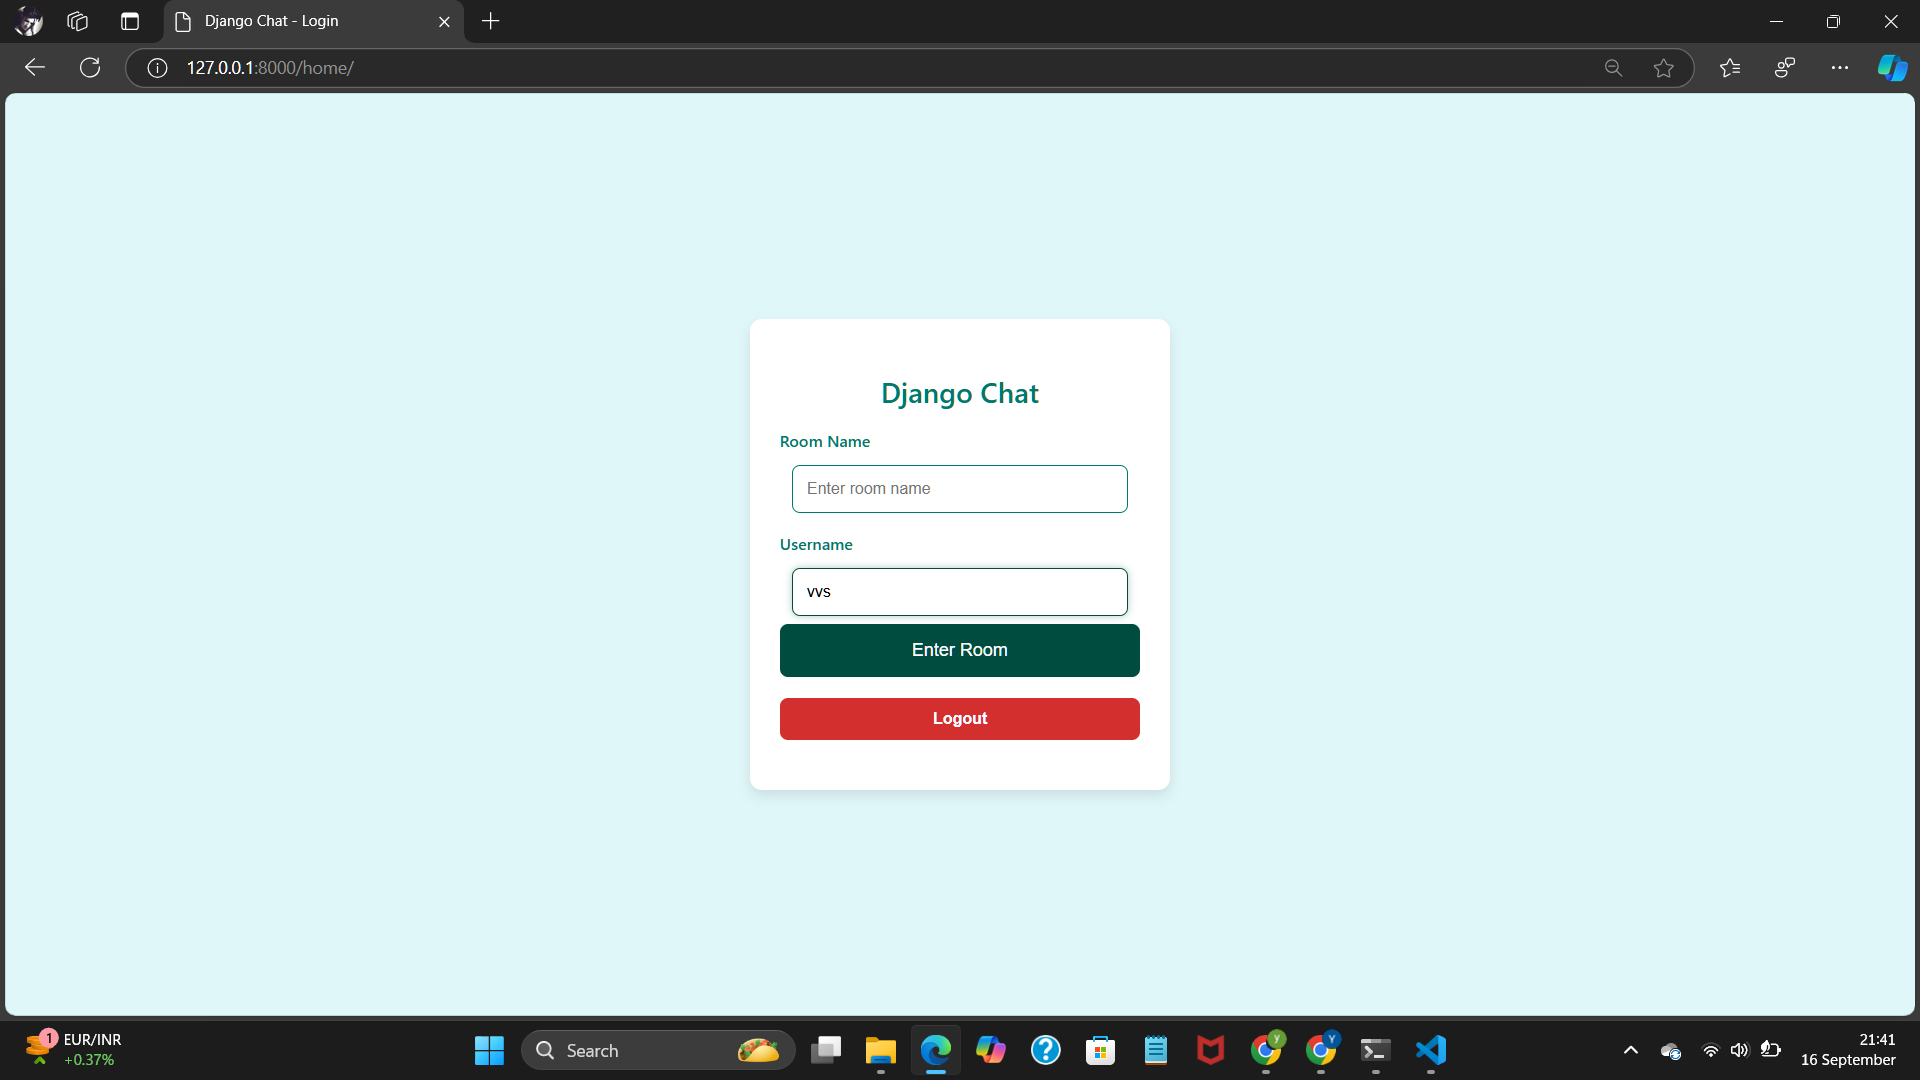 Django Chat - Login
127.0.0.1:8000/home/
Django Chat
Room Name
Enter room name
Username
vvs
Enter Room
Logout
1
EUR/INR
+0.37%
Search
Y
Y
21:41
16 September